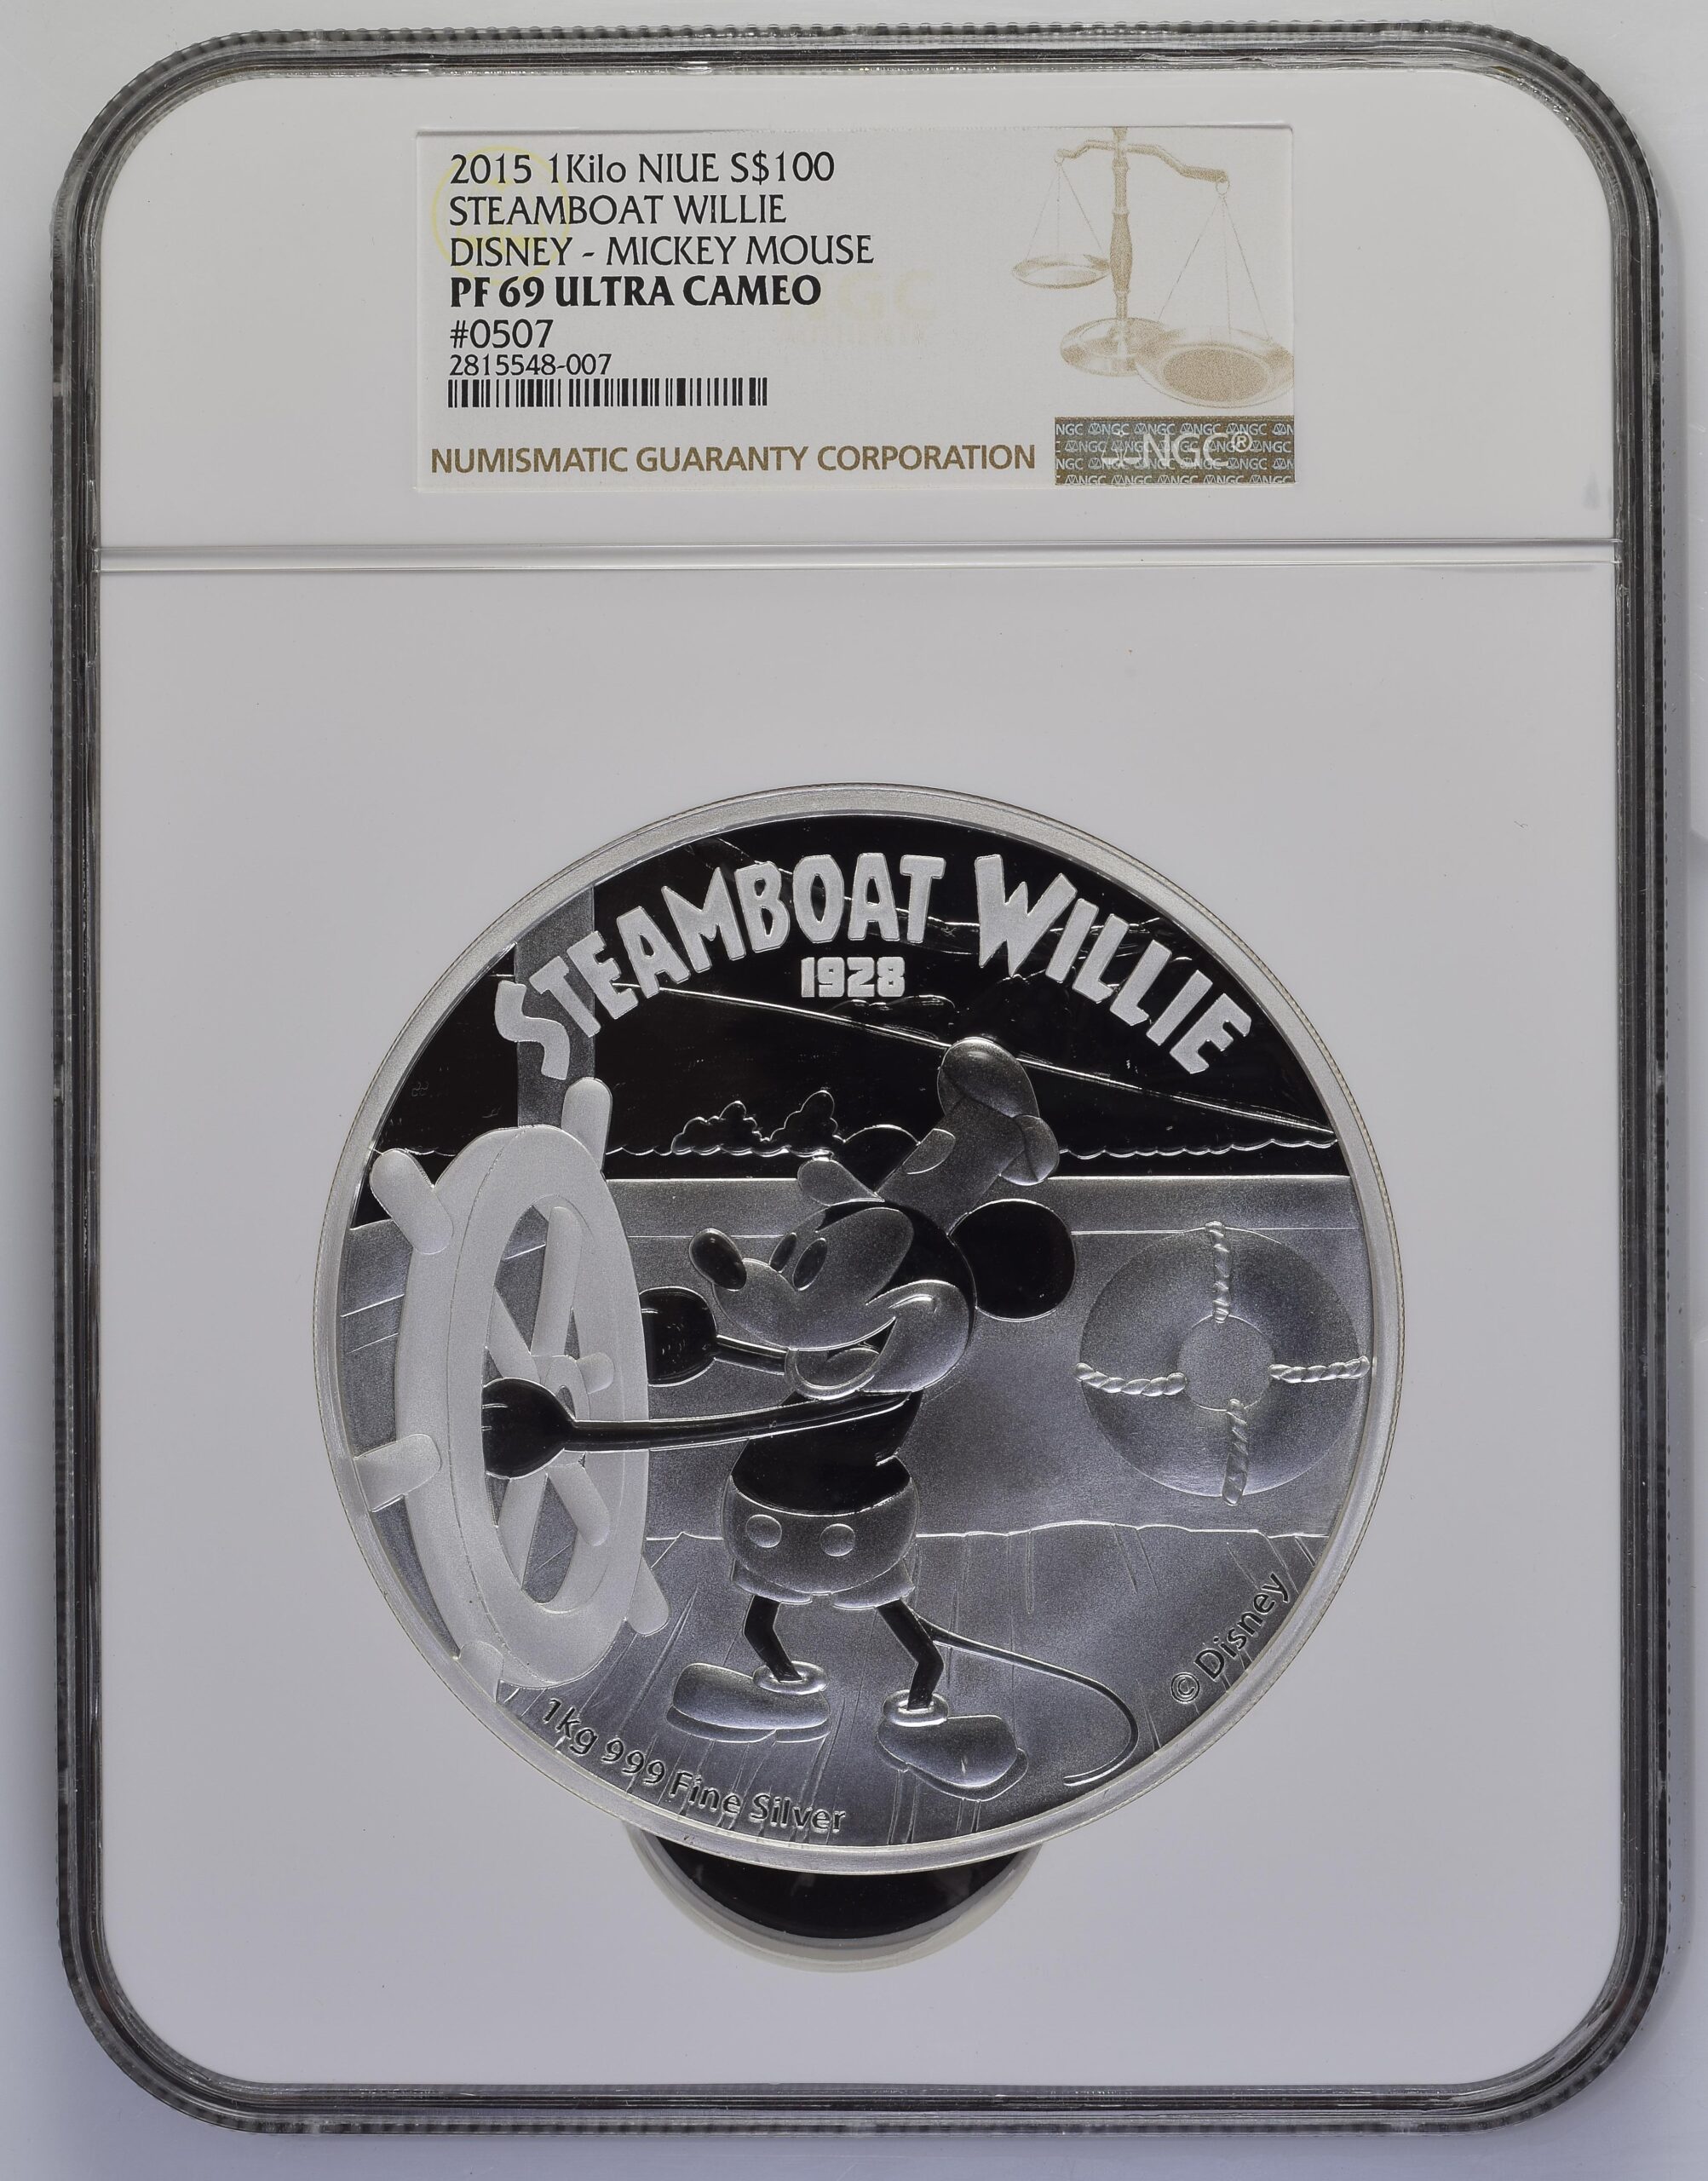 2015 1Kilo NIUE S$100
STEAMBOAT WILLIE
DISNEY - MICKEY MOUSE
PF 69 ULTRA CAMEO
#0507
2815548-007
NUMISMATIC GUARANTY CORPORATION
NGC®
STEAMBOAT WILLIE
1928
© Disney
1kg 999 Fine Silver